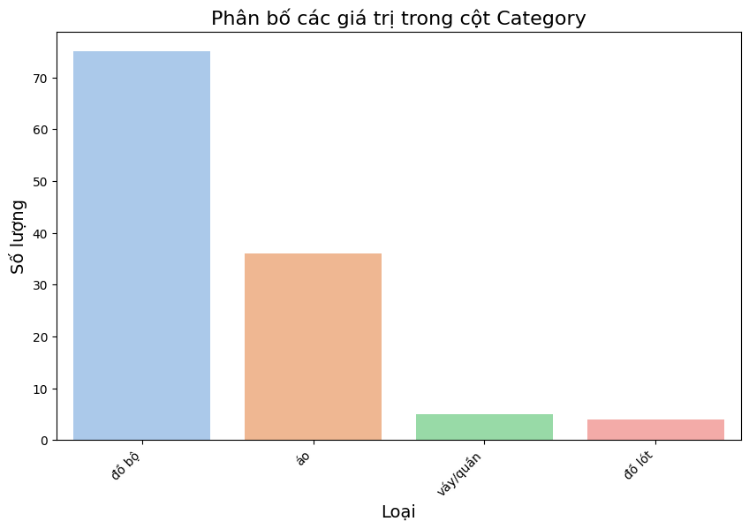 Phân bố các giá trị trong cột Category
Số lượng
70
60
50
40
30
20
10
0
đồ bộ
áo
váy/quần
đồ lót
Loại